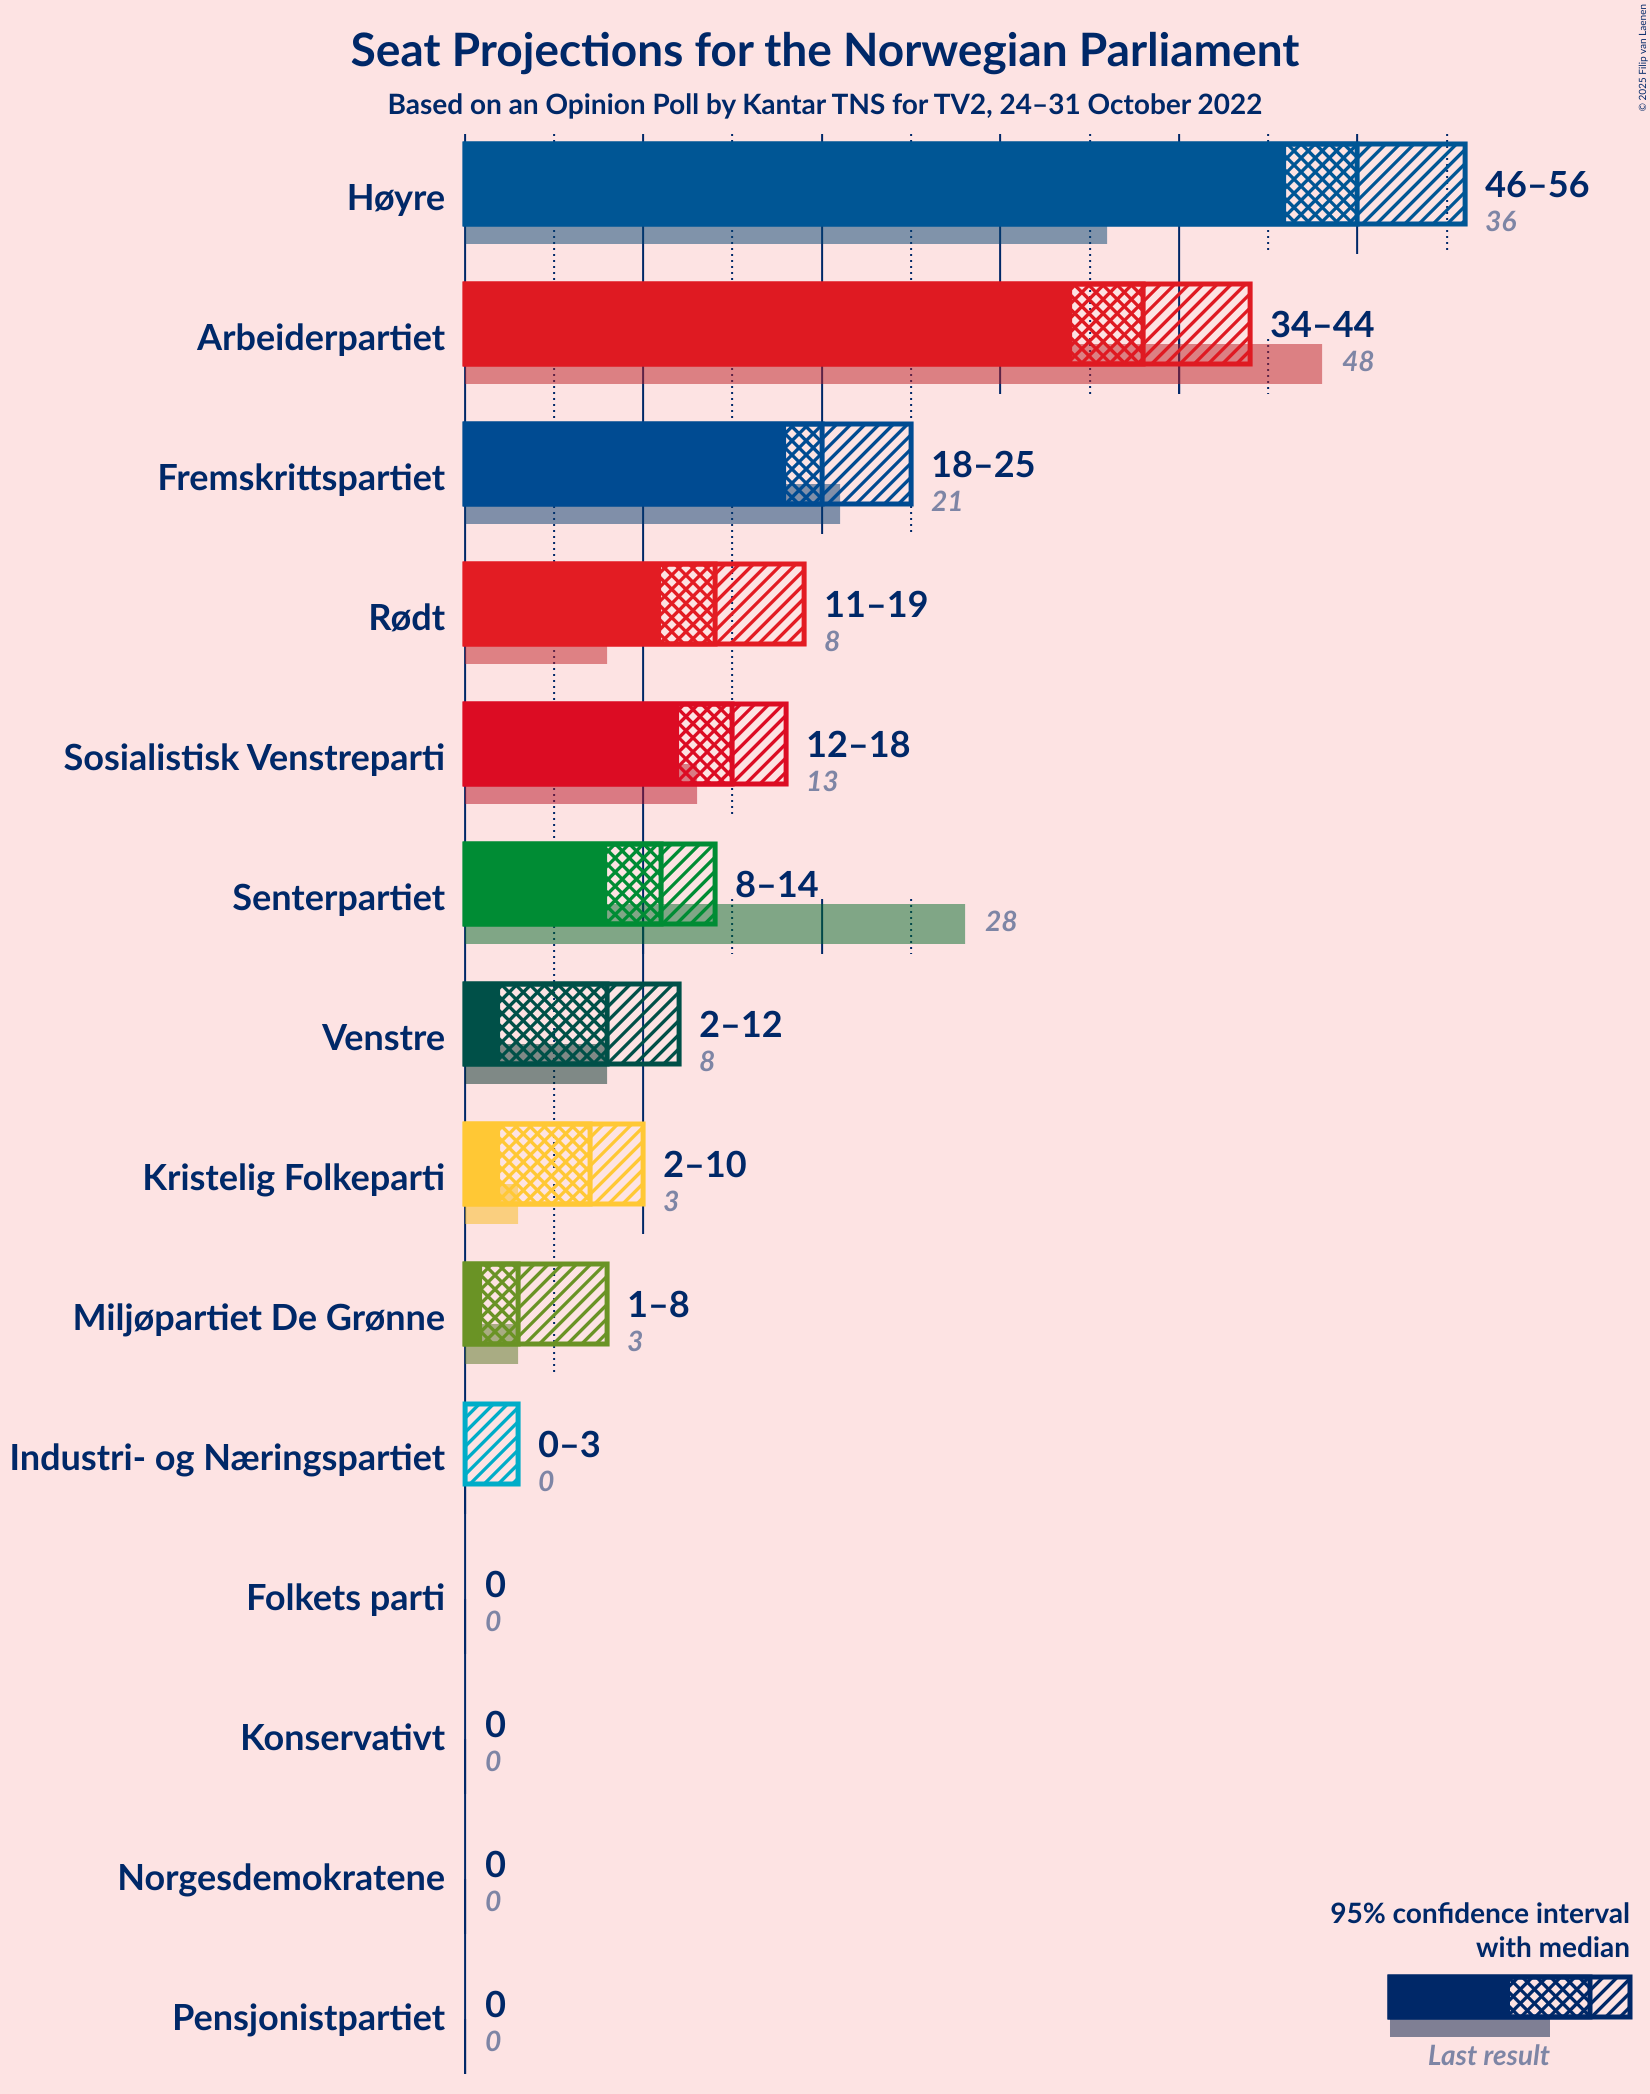 © 2025 Filip van Laenen
Seat Projections for the Norwegian Parliament
Based on an Opinion Poll by Kantar TNS for TV2, 24–31 October 2022
Høyre
46–56
36
Arbeiderpartiet
34–44
48
Fremskrittspartiet
18–25
21
Rødt
11–19
8
Sosialistisk Venstreparti
12–18
13
Senterpartiet
8–14
28
Venstre
2–12
8
Kristelig Folkeparti
2–10
3
Miljøpartiet De Grønne
1–8
3
Industri- og Næringspartiet
0–3
0
Folkets parti
0
0
Konservativt
0
0
Norgesdemokratene
0
0
Pensjonistpartiet
0
0
95% confidence interval
with median
Last result